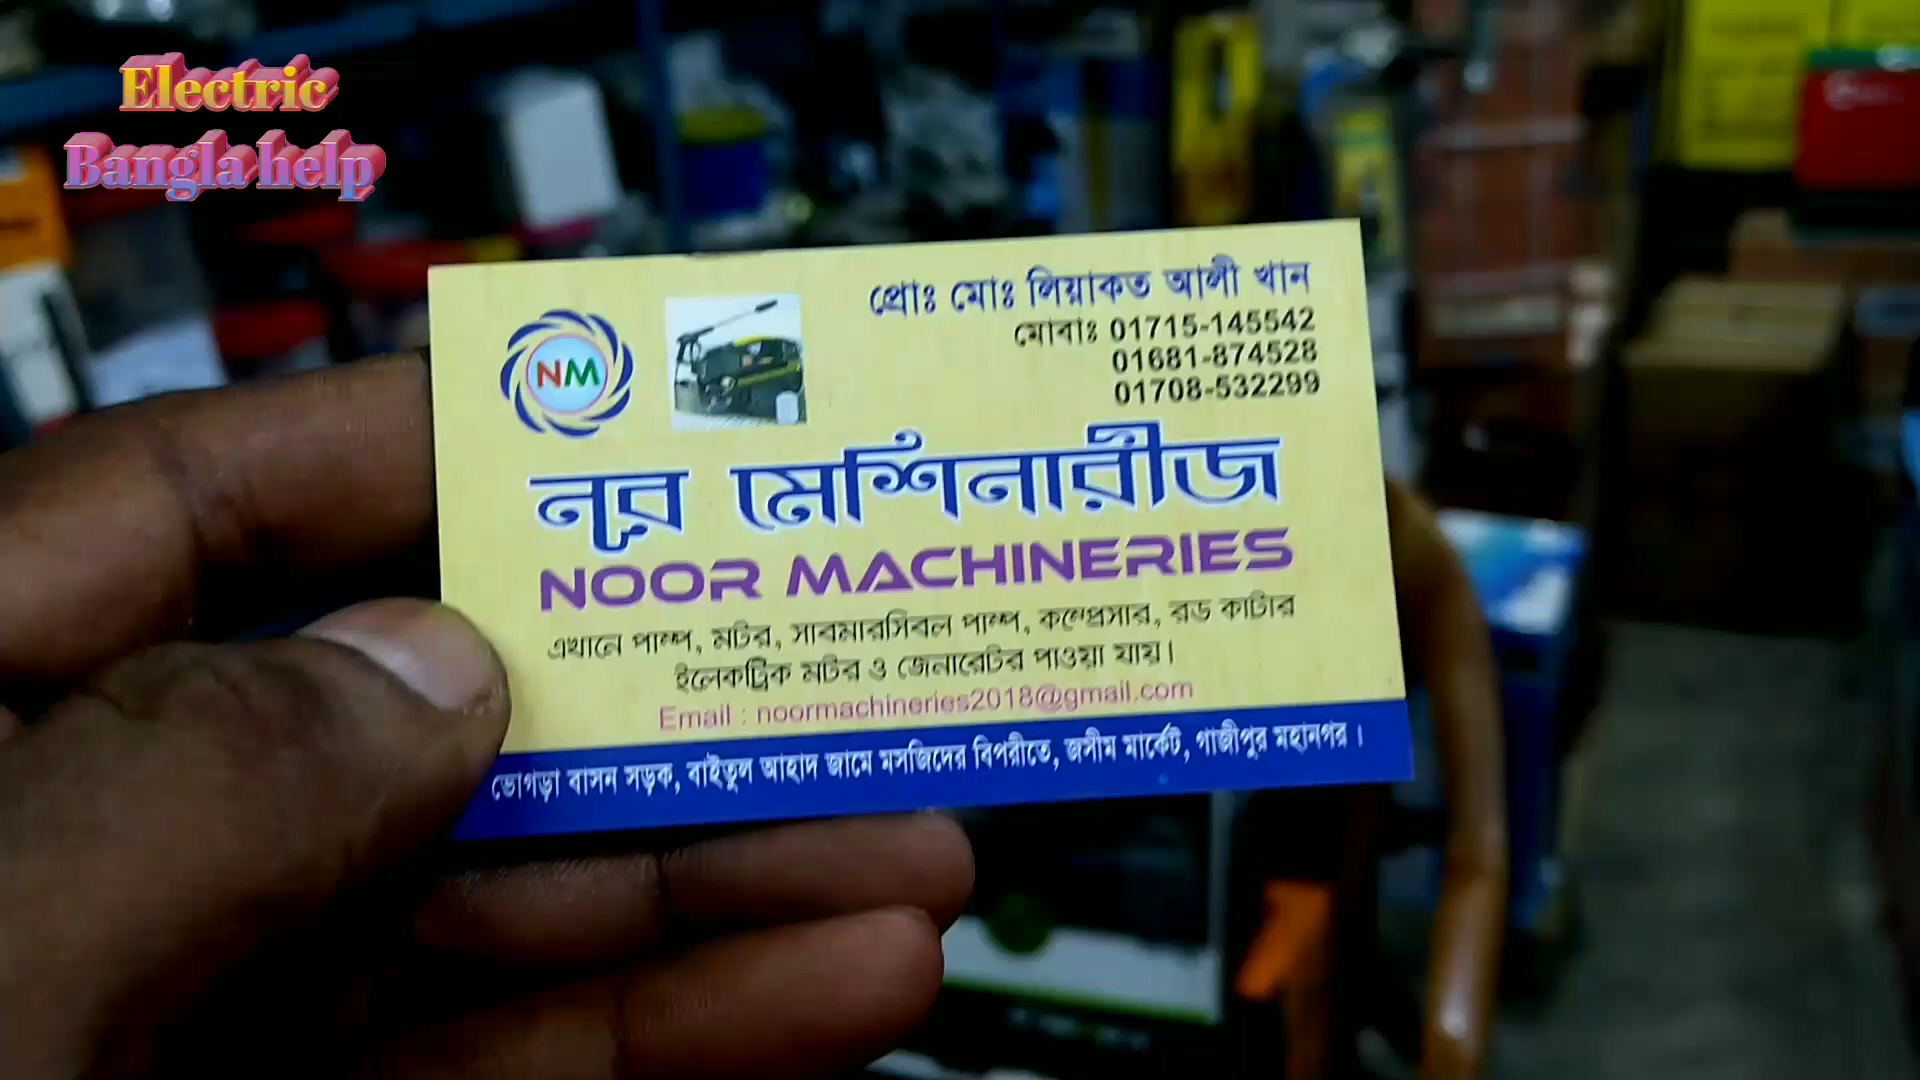 Electric
Bangla help
প্রোঃ মোঃ লিয়াকত আলী খান
মোবাঃ 01715-145542
01681-874528
01708-532299
NM
নূর মেশিনারীজ
NOOR MACHINERIES
এখানে পাম্প, মটর, সাবমারসিবল পাম্প, কম্প্রেসার, রড কাটার
ইলেকট্রিক মটর ও জেনারেটর পাওয়া যায়।
Email : noormachineries2018@gmail.com
ভোগড়া বাসন সড়ক, বাইতুল আহাদ জামে মসজিদের বিপরীতে, জসীম মার্কেট, গাজীপুর মহানগর।